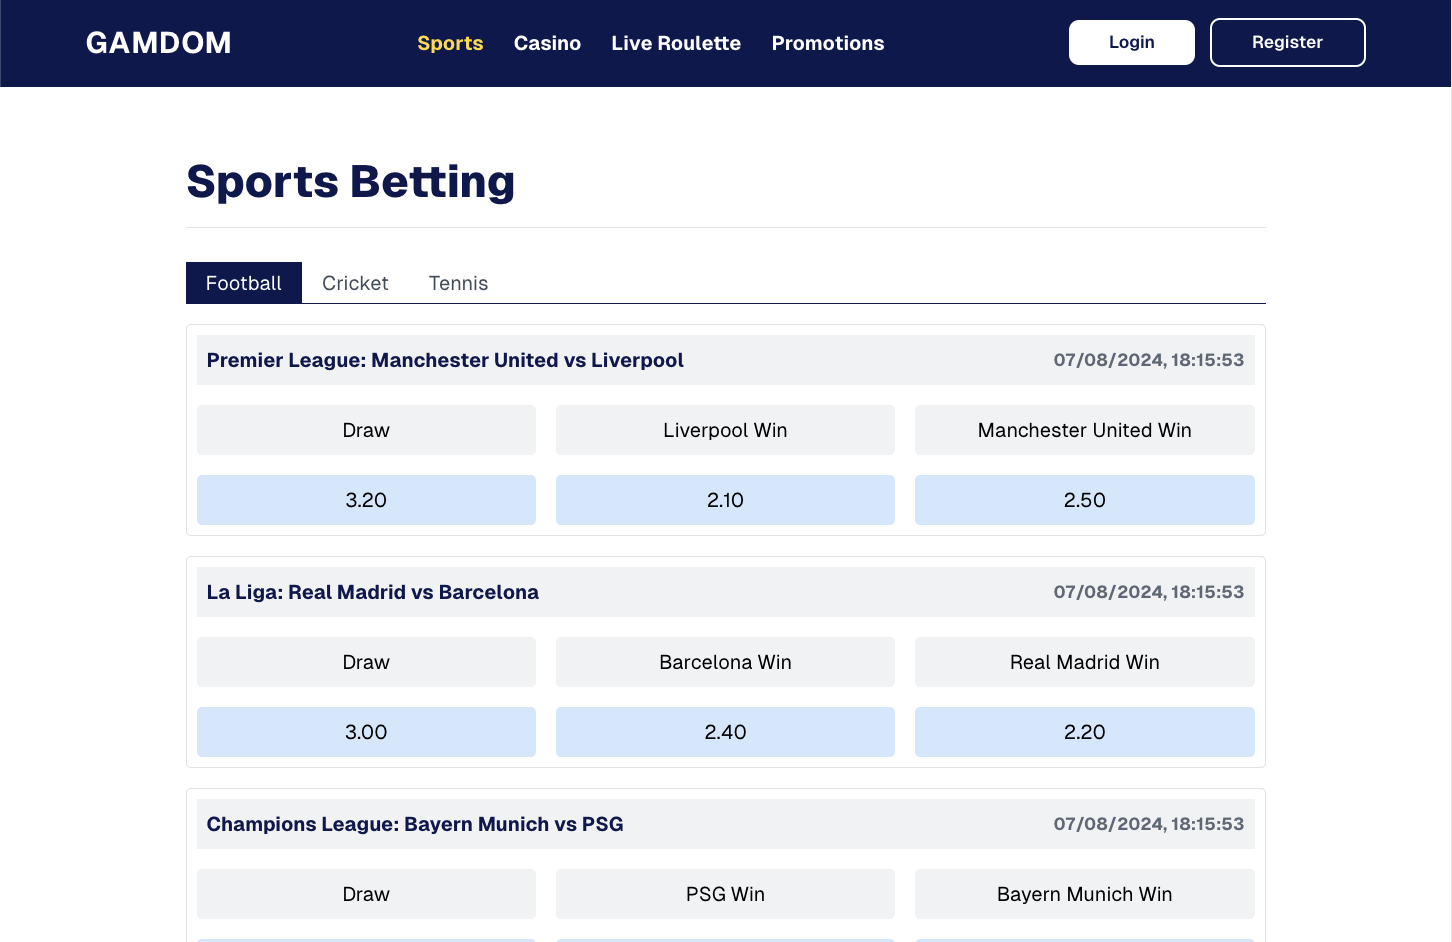 GAMDOM
Sports Casino Live Roulette Promotions
Login Register
Sports Betting
Football Cricket Tennis
Premier League: Manchester United vs Liverpool 07/08/2024, 18:15:53
Draw Liverpool Win Manchester United Win
3.20 2.10 2.50
La Liga: Real Madrid vs Barcelona 07/08/2024, 18:15:53
Draw Barcelona Win Real Madrid Win
3.00 2.40 2.20
Champions League: Bayern Munich vs PSG 07/08/2024, 18:15:53
Draw PSG Win Bayern Munich Win